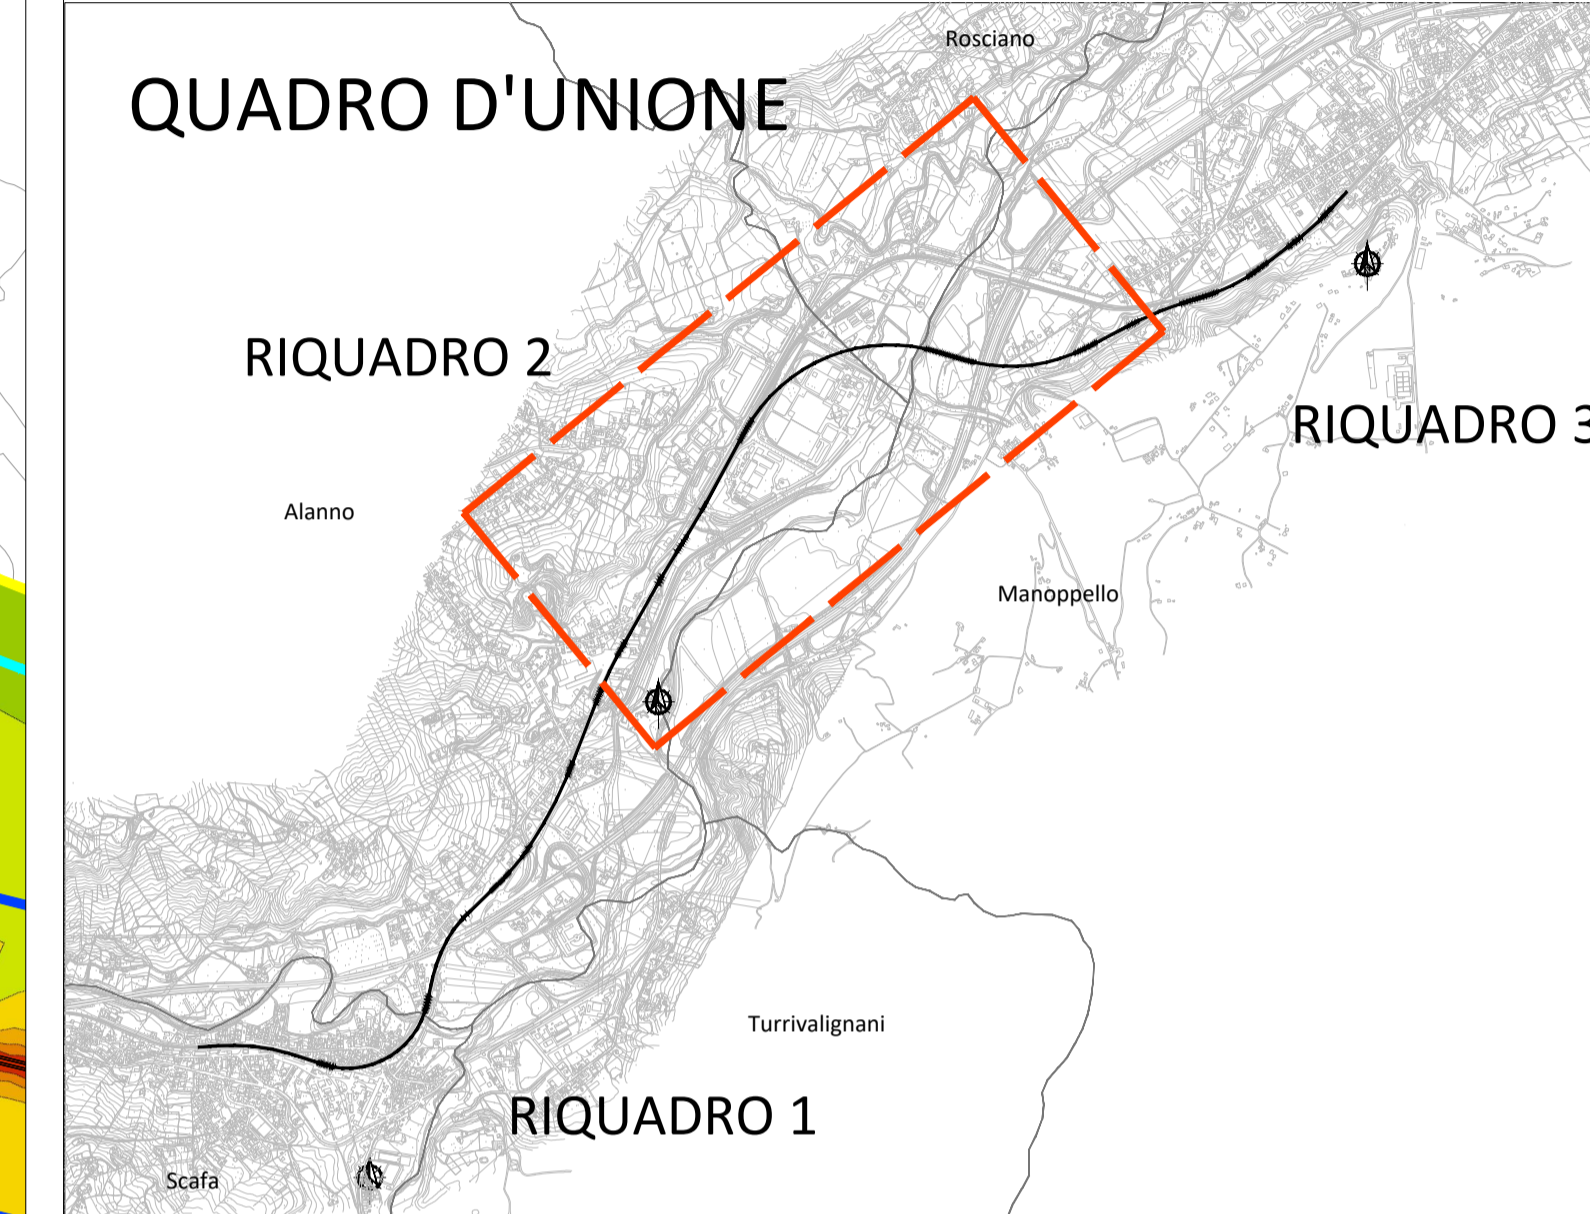 Rosciano
QUADRO D'UNIONE
RIQUADRO 2
RIQUADRO 3
Alanno
Manoppello
Turrivalignani
RIQUADRO 1
Scafa